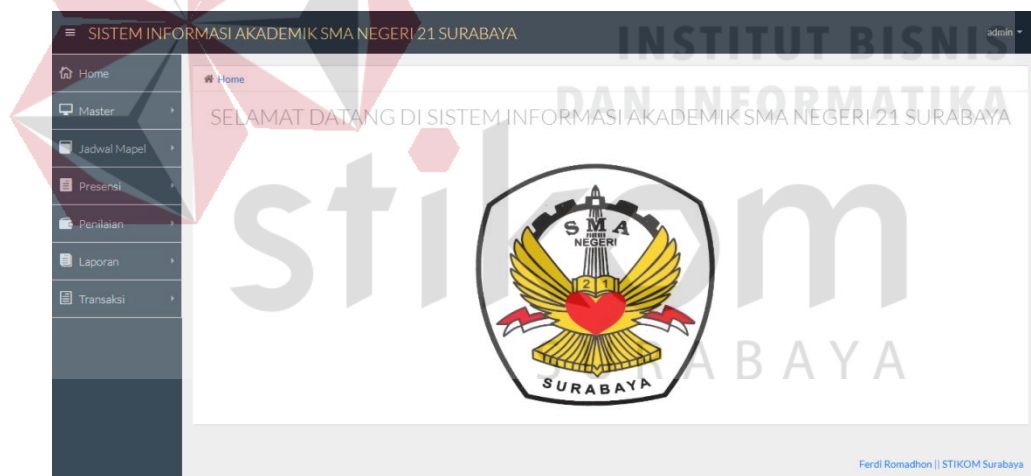 SISTEM INFORMASI AKADEMIK SMA NEGERI 21 SURABAYA
admin
INSTITUT BISNIS
DAN INFORMATIKA
stikom
SURABAYA
Home
Master
Jadwal Mapel
Presensi
Penilaian
Laporan
Transaksi
Home
SELAMAT DATANG DI SISTEM INFORMASI AKADEMIK SMA NEGERI 21 SURABAYA
SMA
NEGERI
21
SURABAYA
Ferdi Romadhon || STIKOM Surabaya